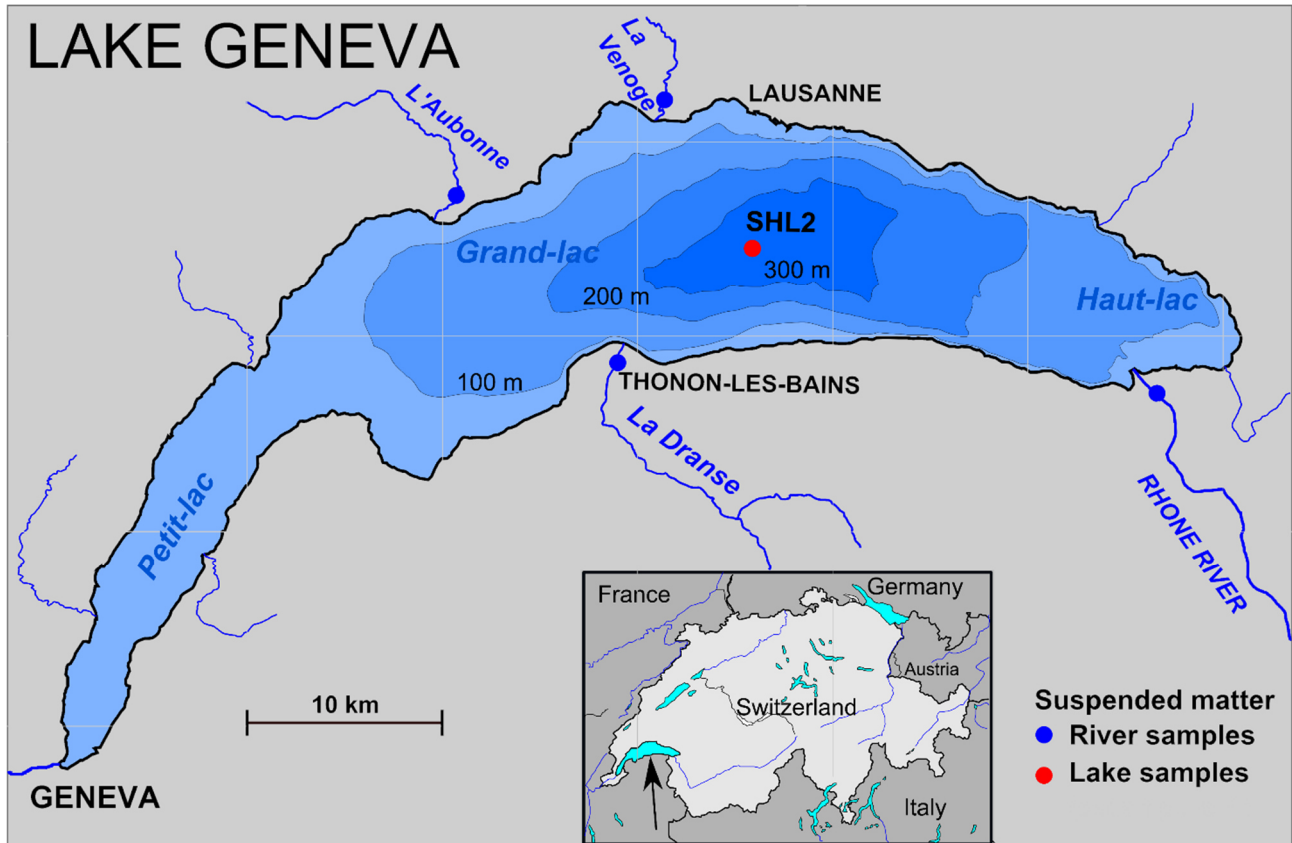 LAKE GENEVA
La
Venoge
L'Aubonne
LAUSANNE
SHL2
Grand-lac
300 m
200 m
Haut-lac
100 m
THONON-LES-BAINS
La Dranse
RHONE RIVER
Petit-lac
10 km
GENEVA
France
Germany
Austria
Switzerland
Italy
Suspended matter
River samples
Lake samples